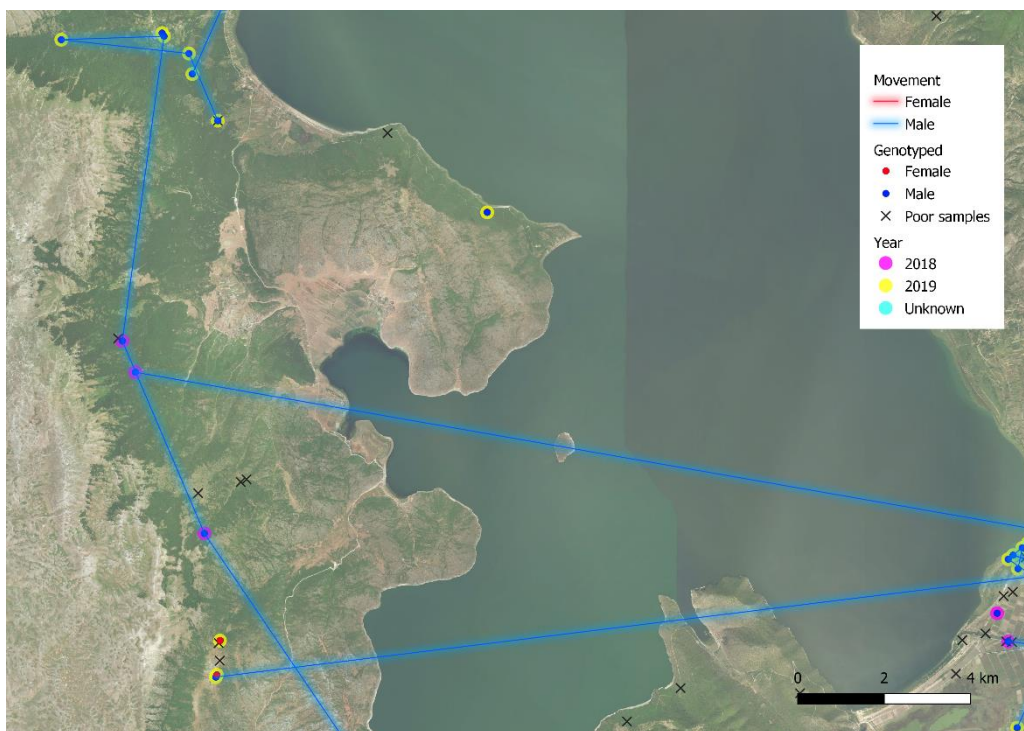 Movement
Female
Male
Genotyped
Female
Male
Poor samples
Year
2018
2019
Unknown
0 2 4 km